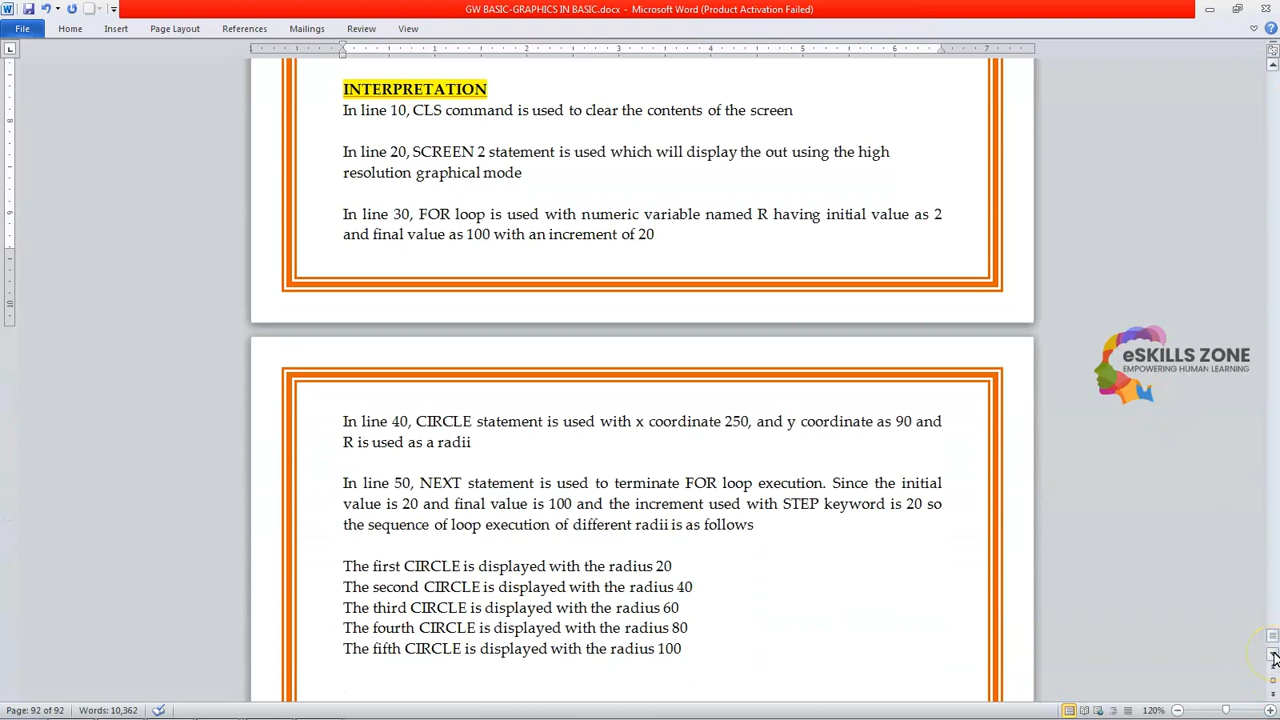 GW BASIC-GRAPHICS IN BASIC.docx - Microsoft Word (Product Activation Failed)
File Home Insert Page Layout References Mailings Review View
1 1 2 3 4 5 6 7
INTERPRETATION
In line 10, CLS command is used to clear the contents of the screen
In line 20, SCREEN 2 statement is used which will display the out using the high
resolution graphical mode
In line 30, FOR loop is used with numeric variable named R having initial value as 2
and final value as 100 with an increment of 20
eSKILLS ZONE
EMPOWERING HUMAN LEARNING
In line 40, CIRCLE statement is used with x coordinate 250, and y coordinate as 90 and
R is used as a radii
In line 50, NEXT statement is used to terminate FOR loop execution. Since the initial
value is 20 and final value is 100 and the increment used with STEP keyword is 20 so
the sequence of loop execution of different radii is as follows
The first CIRCLE is displayed with the radius 20
The second CIRCLE is displayed with the radius 40
The third CIRCLE is displayed with the radius 60
The fourth CIRCLE is displayed with the radius 80
The fifth CIRCLE is displayed with the radius 100
Page: 92 of 92 Words: 10,362 120%